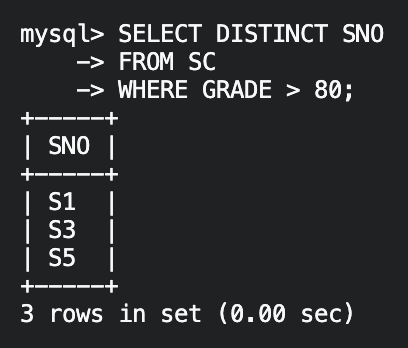 mysql> SELECT DISTINCT SNO
    -> FROM SC
    -> WHERE GRADE > 80;
+-----+
| SNO |
+-----+
| S1  |
| S3  |
| S5  |
+-----+
3 rows in set (0.00 sec)